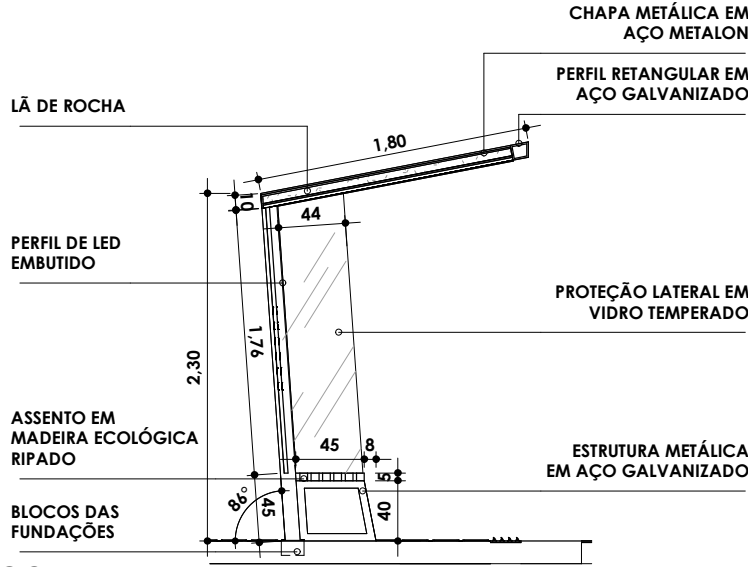 CHAPA METÁLICA EM
AÇO METALON
PERFIL RETANGULAR EM
AÇO GALVANIZADO
LÃ DE ROCHA
1,80
10
44
PERFIL DE LED
EMBUTIDO
PROTEÇÃO LATERAL EM
VIDRO TEMPERADO
1,76
2,30
ASSENTO EM
MADEIRA ECOLÓGICA
RIPADO
45
8
ESTRUTURA METÁLICA
EM AÇO GALVANIZADO
5
86°
45
40
BLOCOS DAS
FUNDAÇÕES